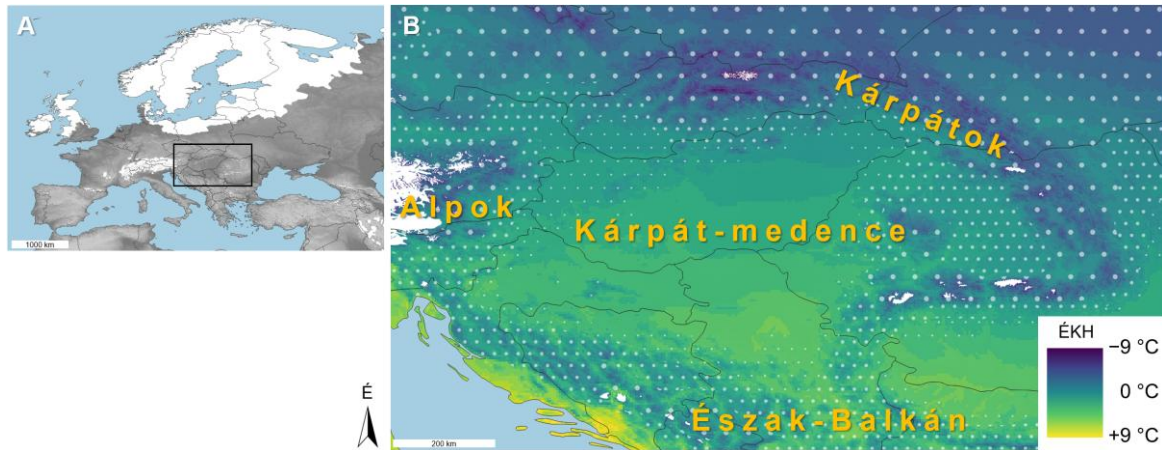 A
1000 km
É
B
Kárpátok
Alpok
Kárpát-medence
Észak-Balkán
200 km
ÉKH
−9 °C
0 °C
+9 °C